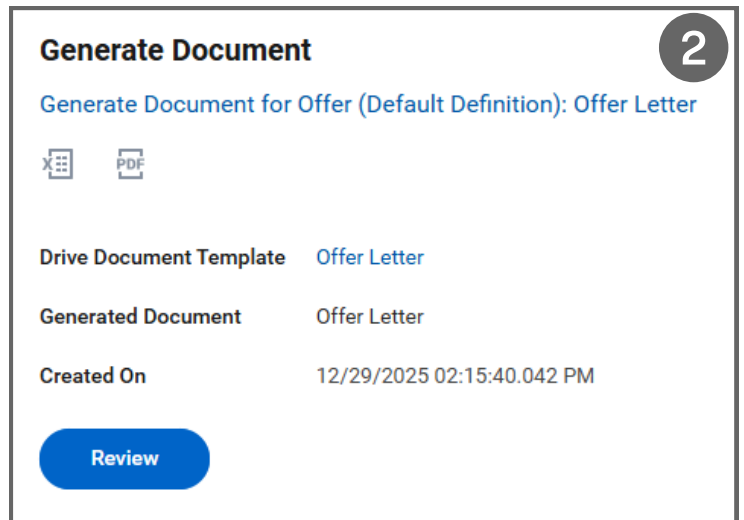 Generate Document
2
Generate Document for Offer (Default Definition): Offer Letter
X
PDF
Drive Document Template Offer Letter
Generated Document Offer Letter
Created On 12/29/2025 02:15:40.042 PM
Review